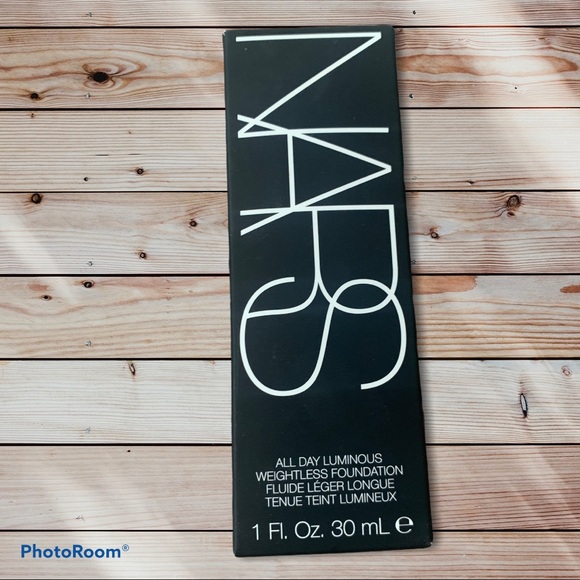 NARS
ALL DAY LUMINOUS
WEIGHTLESS FOUNDATION
FLUIDE LÉGER LONGUE
TENUE TEINT LUMINEUX
1 Fl. Oz. 30 mL ℮
PhotoRoom®